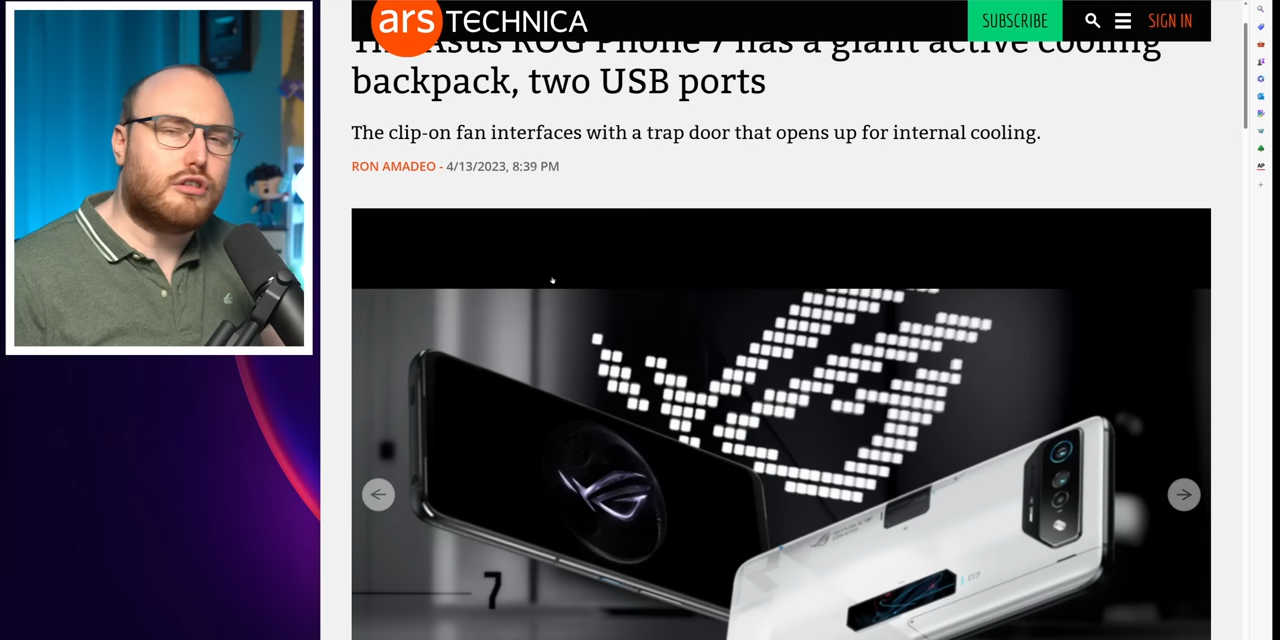 ars TECHNICA
SUBSCRIBE
SIGN IN
The Asus ROG Phone 7 has a giant active cooling
backpack, two USB ports
The clip-on fan interfaces with a trap door that opens up for internal cooling.
RON AMADEO - 4/13/2023, 8:39 PM
7